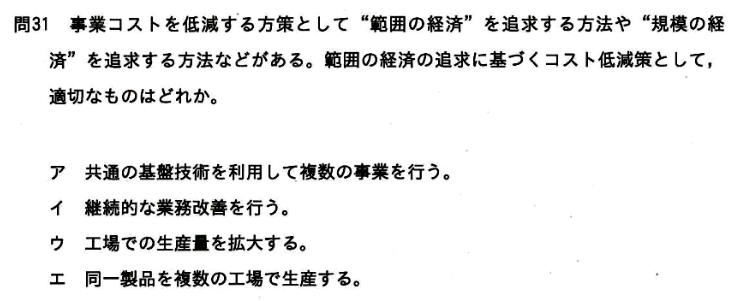 問31 事業コストを低減する方策として“範囲の経済”を追求する方法や“規模の経
済”を追求する方法などがある。範囲の経済の追求に基づくコスト低減策として，
適切なものはどれか。
ア 共通の基盤技術を利用して複数の事業を行う。
イ 継続的な業務改善を行う。
ウ 工場での生産量を拡大する。
エ 同一製品を複数の工場で生産する。